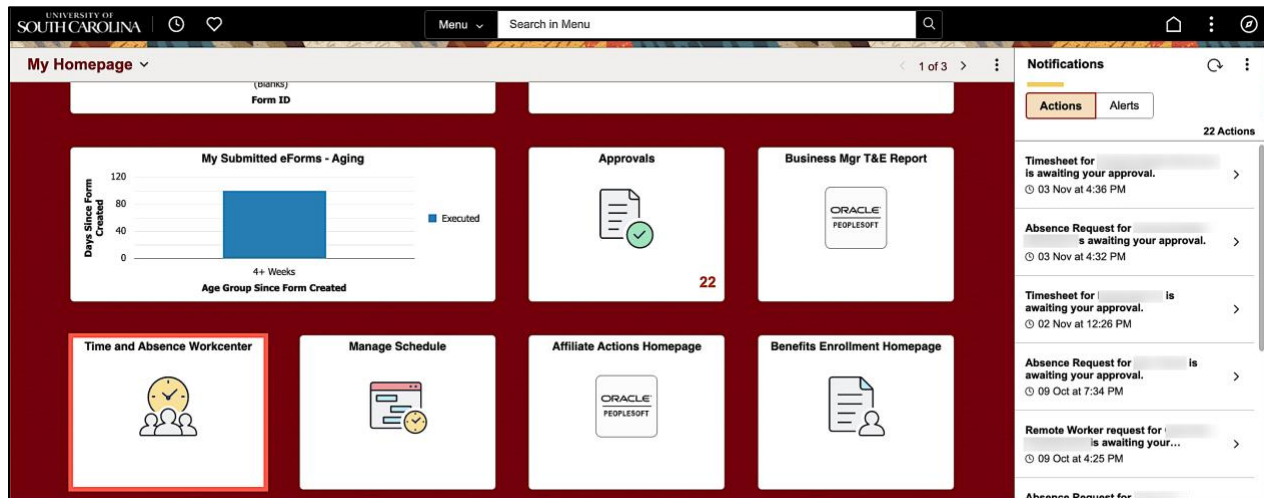 UNIVERSITY OF
SOUTH CAROLINA
Menu
Search in Menu
My Homepage
1 of 3
(Blanks)
Form ID
My Submitted eForms - Aging
Days Since Form
Created
120
80
40
0
4+ Weeks
Age Group Since Form Created
Executed
Approvals
22
Business Mgr T&E Report
ORACLE
PEOPLESOFT
Time and Absence Workcenter
Manage Schedule
Affiliate Actions Homepage
ORACLE
PEOPLESOFT
Benefits Enrollment Homepage
Notifications
Actions
Alerts
22 Actions
Timesheet for
is awaiting your approval.
03 Nov at 4:36 PM
Absence Request for
s awaiting your approval.
03 Nov at 4:32 PM
Timesheet for is
awaiting your approval.
02 Nov at 12:26 PM
Absence Request for is
awaiting your approval.
09 Oct at 7:34 PM
Remote Worker request for
is awaiting your...
09 Oct at 4:25 PM
Absence Request for